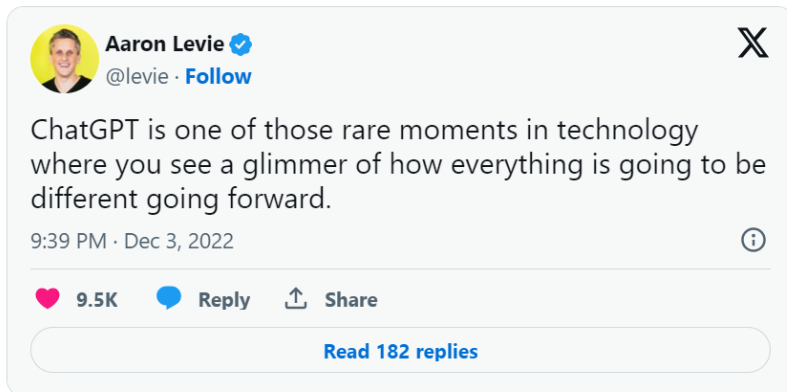 Aaron Levie
@levie · Follow
ChatGPT is one of those rare moments in technology
where you see a glimmer of how everything is going to be
different going forward.
9:39 PM · Dec 3, 2022
9.5K Reply Share
Read 182 replies